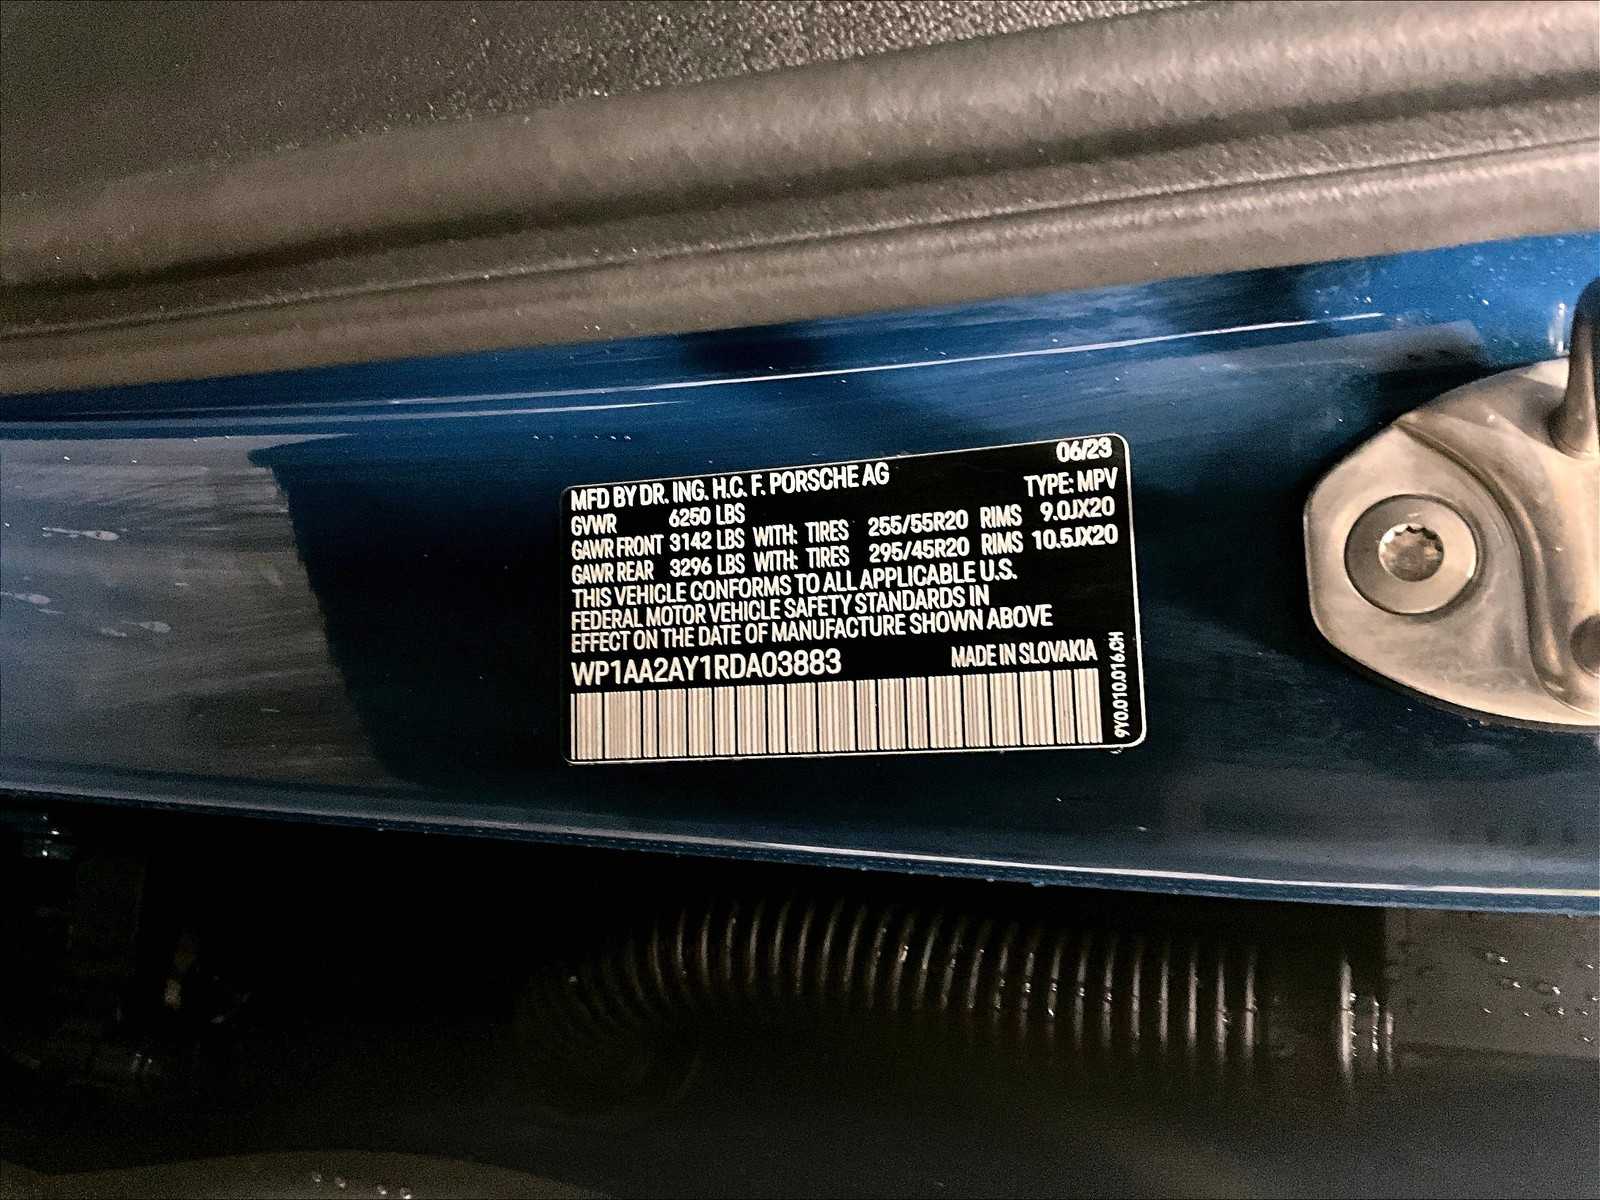 06/23
MFD BY DR. ING. H.C. F. PORSCHE AG TYPE: MPV
GVWR 6250 LBS
GAWR FRONT 3142 LBS WITH: TIRES 255/55R20 RIMS 9.0JX20
GAWR REAR 3296 LBS WITH: TIRES 295/45R20 RIMS 10.5JX20
THIS VEHICLE CONFORMS TO ALL APPLICABLE U.S.
FEDERAL MOTOR VEHICLE SAFETY STANDARDS IN
EFFECT ON THE DATE OF MANUFACTURE SHOWN ABOVE
WP1AA2AY1RDA03883 MADE IN SLOVAKIA
9Y0.010.016.CH